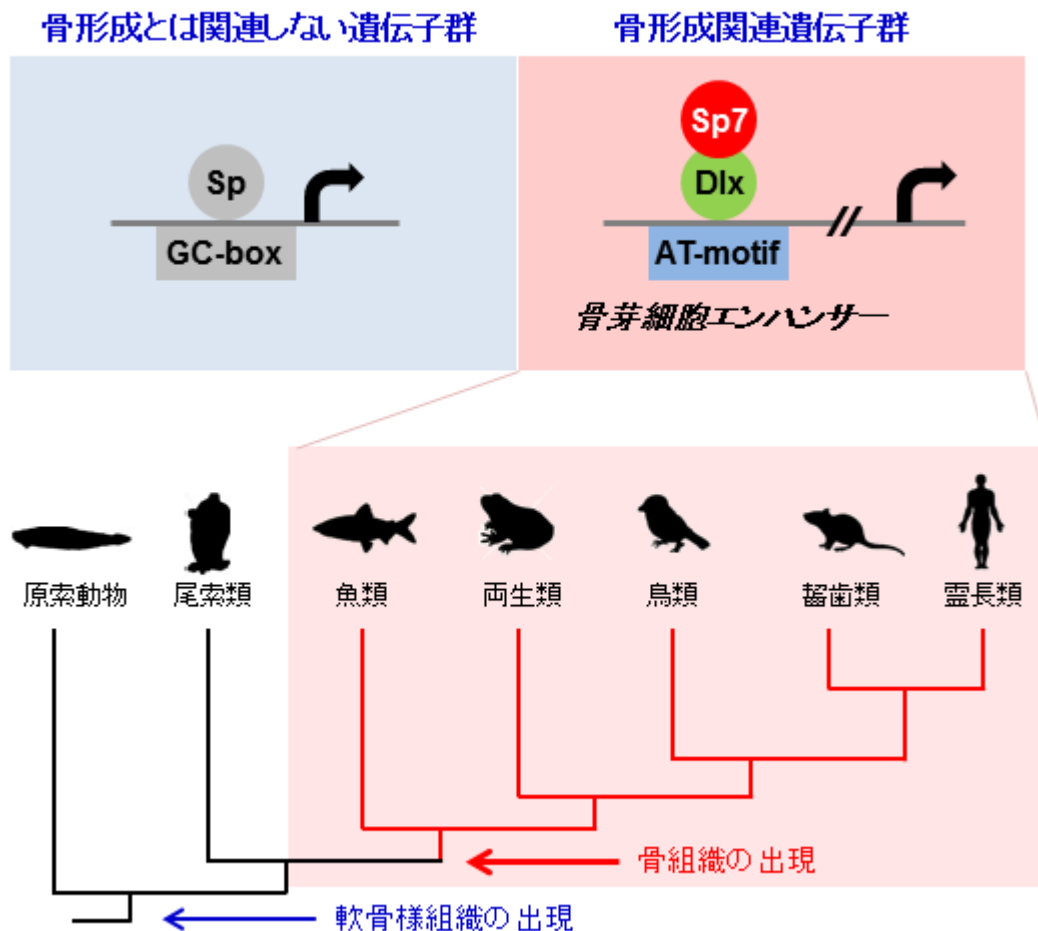 骨形成とは関連しない遺伝子群
骨形成関連遺伝子群
Sp
GC-box
Sp7
Dlx
AT-motif
骨芽細胞エンハンサー
原索動物
尾索類
魚類
両生類
鳥類
齧歯類
霊長類
骨組織の出現
軟骨様組織の出現